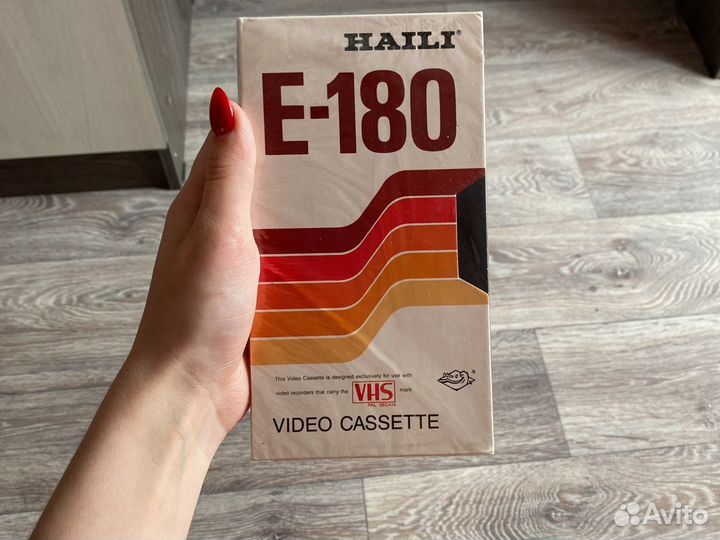 HAILI®
E-180
This Video Cassette is designed exclusively for use with
video recorders that carry the VHS mark.
PAL SECAM
®
VIDEO CASSETTE
Avito